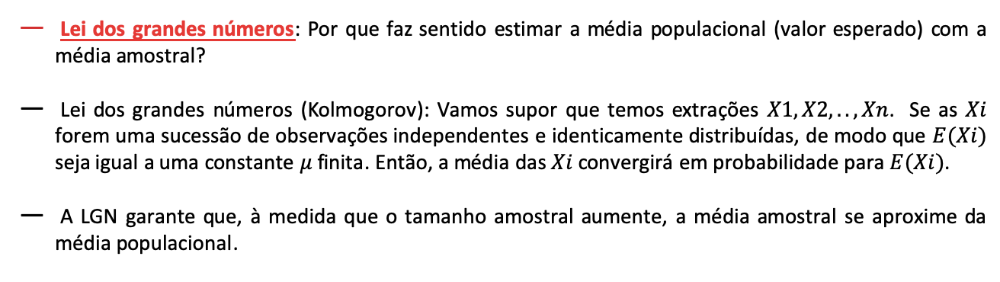 — Lei dos grandes números: Por que faz sentido estimar a média populacional (valor esperado) com a
média amostral?
— Lei dos grandes números (Kolmogorov): Vamos supor que temos extrações X1, X2, . . , Xn. Se as Xi
forem uma sucessão de observações independentes e identicamente distribuídas, de modo que E(Xi)
seja igual a uma constante μ finita. Então, a média das Xi convergirá em probabilidade para E(Xi).
— A LGN garante que, à medida que o tamanho amostral aumente, a média amostral se aproxime da
média populacional.